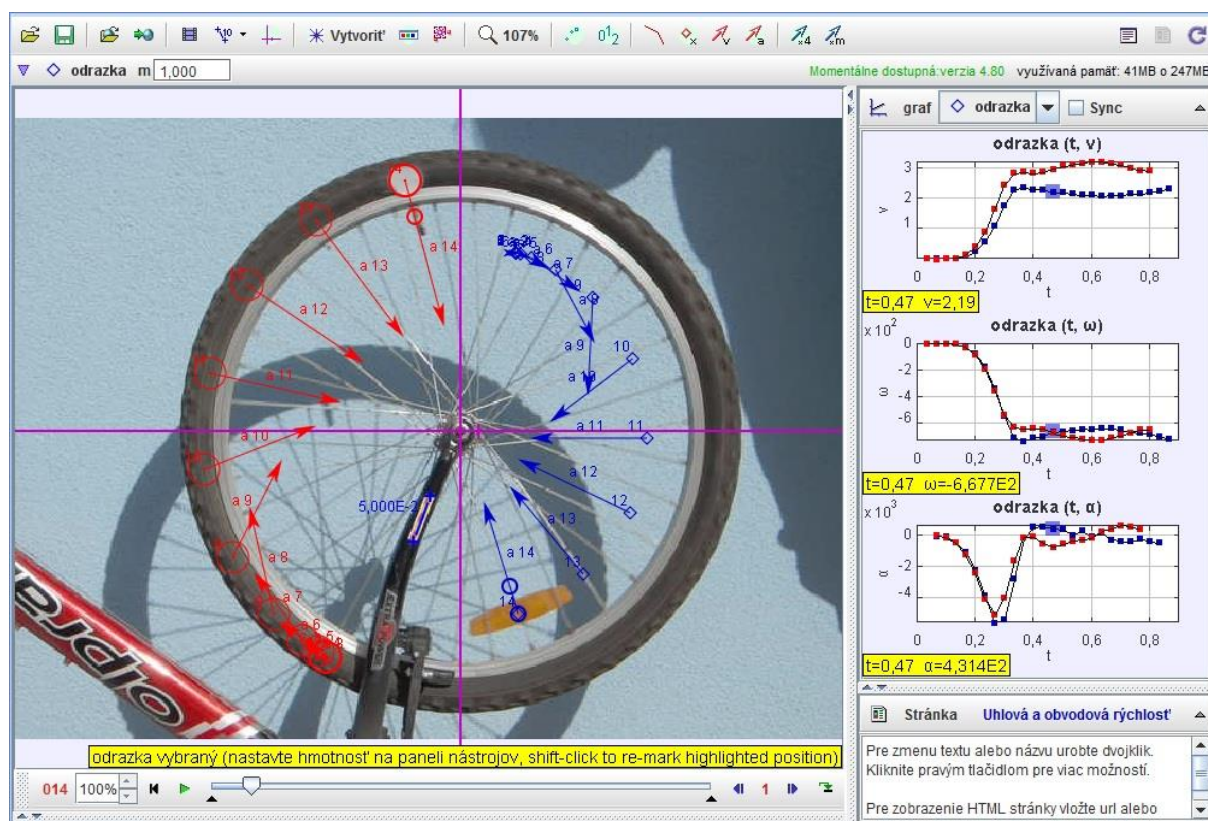 Vytvoriť 107%
odrazka m 1,000 Momentálne dostupná:verzia 4.80 využívaná pamäť: 41MB o 247MB
graf odrazka Sync
odrazka (t, v)
3
2
1
v
0 0,2 0,4 0,6 0,8
t
t=0,47 v=2,19
x 10² odrazka (t, ω)
0
-2
-4
-6
ω
0 0,2 0,4 0,6 0,8
t
t=0,47 ω=-6,677E2
x 10³ odrazka (t, α)
0
-2
-4
α
0 0,2 0,4 0,6 0,8
t
t=0,47 α=4,314E2
a 14
a 13
a 12
a 11
a 10
a 9
a 8
a 7
a 6
a 6
a 7
a 9
10
11
a 11
a 12
12
a 13
13
a 14
14
5,000E-2
odrazka vybraný (nastavte hmotnosť na paneli nástrojov, shift-click to re-mark highlighted position)
014 100% 1
Stránka Uhlová a obvodová rýchlosť
Pre zmenu textu alebo názvu urobte dvojklik.
Kliknite pravým tlačidlom pre viac možností.
Pre zobrazenie HTML stránky vložte url alebo